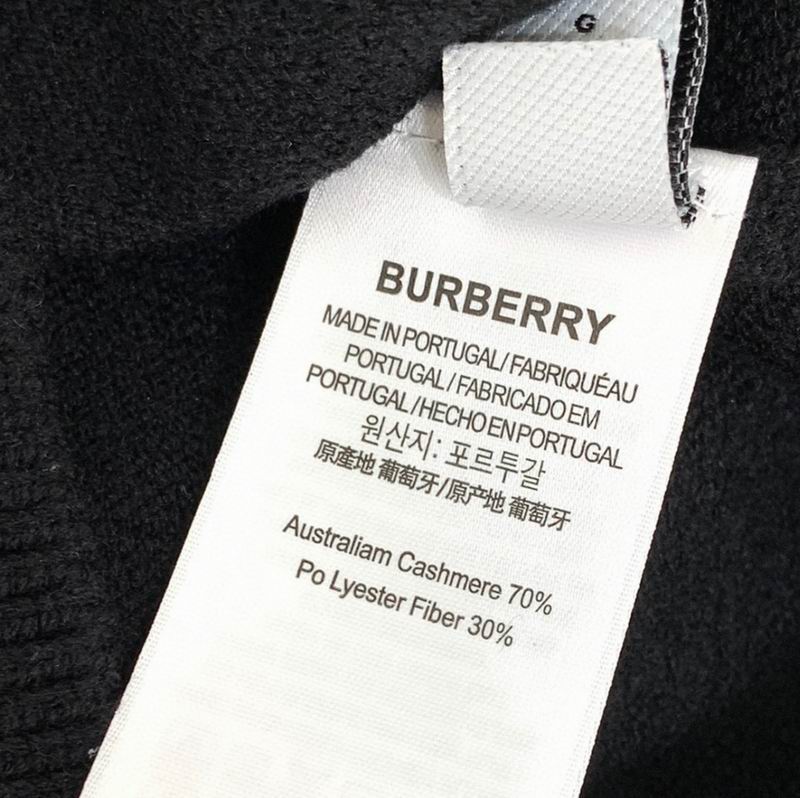 G
BURBERRY
MADE IN PORTUGAL/FABRIQUÉAU
PORTUGAL/FABRICADO EM
PORTUGAL/HECHO EN PORTUGAL
원산지: 포르투갈
原產地 葡萄牙/原产地 葡萄牙
Australiam Cashmere 70%
Po Lyester Fiber 30%